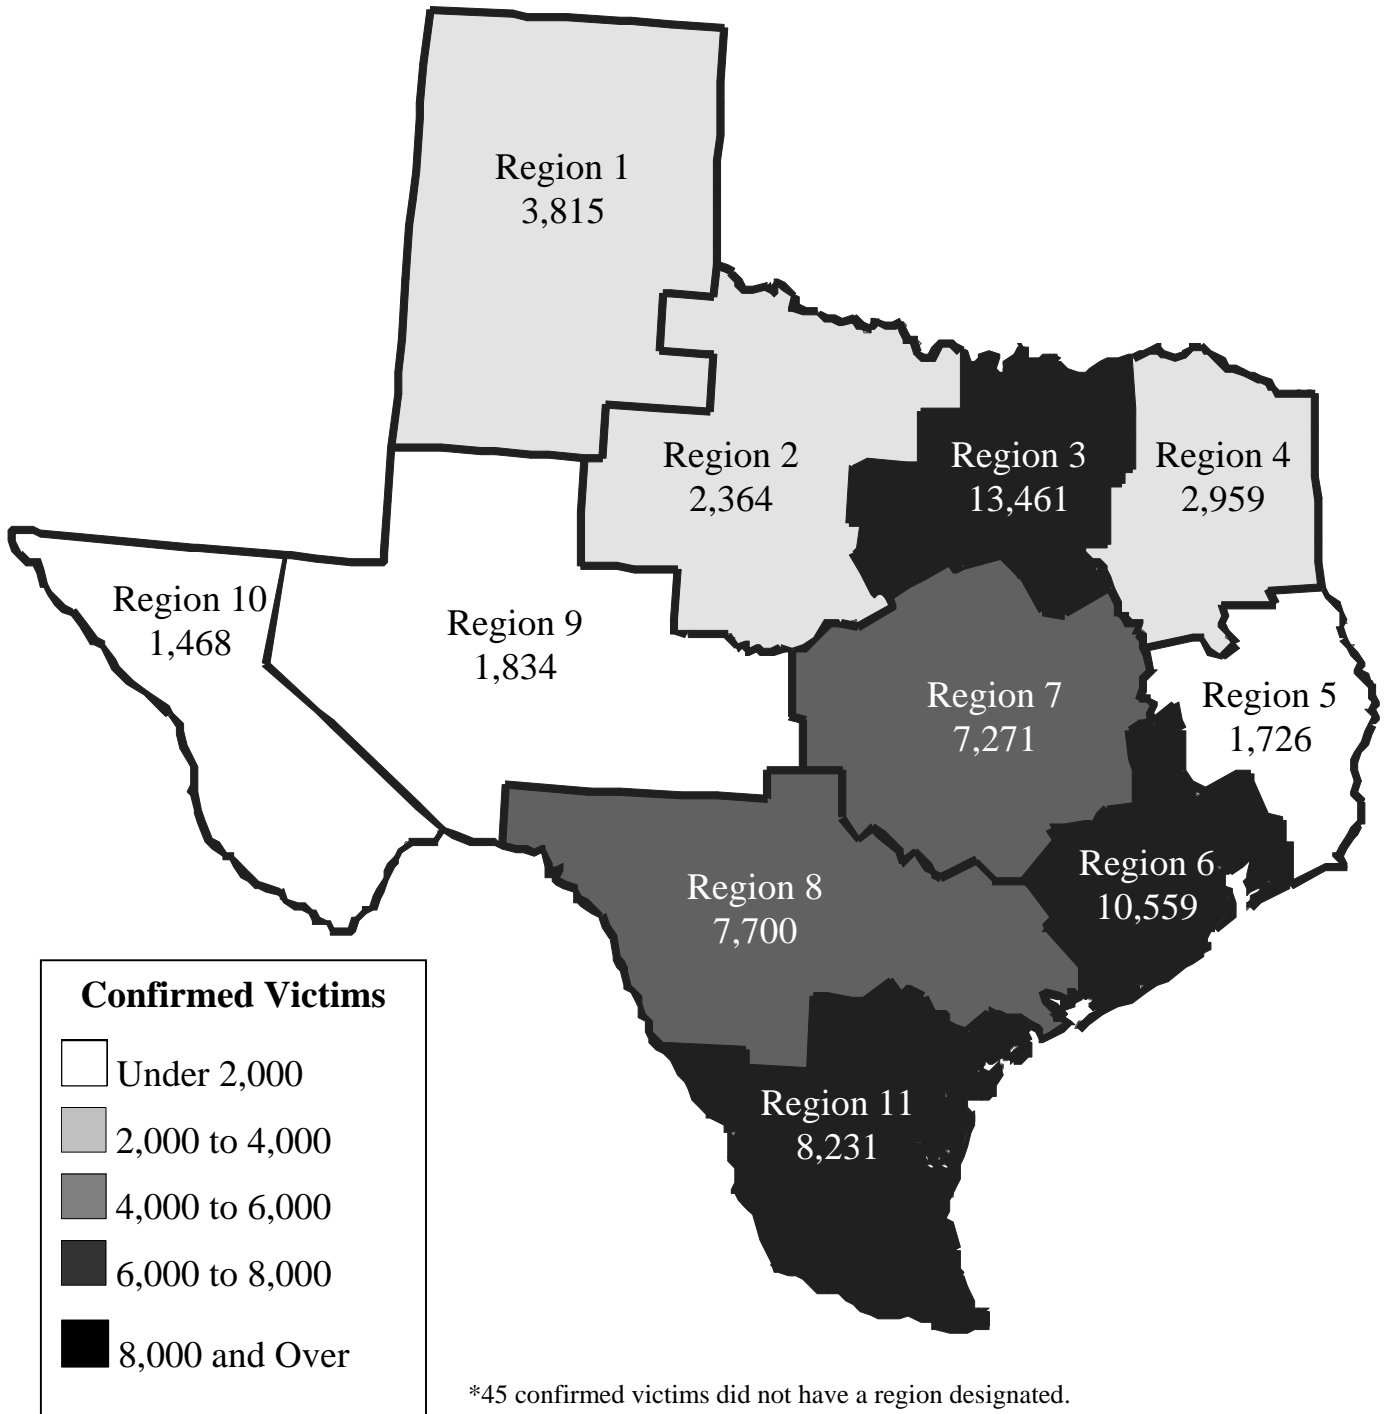 Region 1
3,815
Region 2
2,364
Region 3
13,461
Region 4
2,959
Region 10
1,468
Region 9
1,834
Region 7
7,271
Region 5
1,726
Region 8
7,700
Region 6
10,559
Region 11
8,231
Confirmed Victims
Under 2,000
2,000 to 4,000
4,000 to 6,000
6,000 to 8,000
8,000 and Over
*45 confirmed victims did not have a region designated.